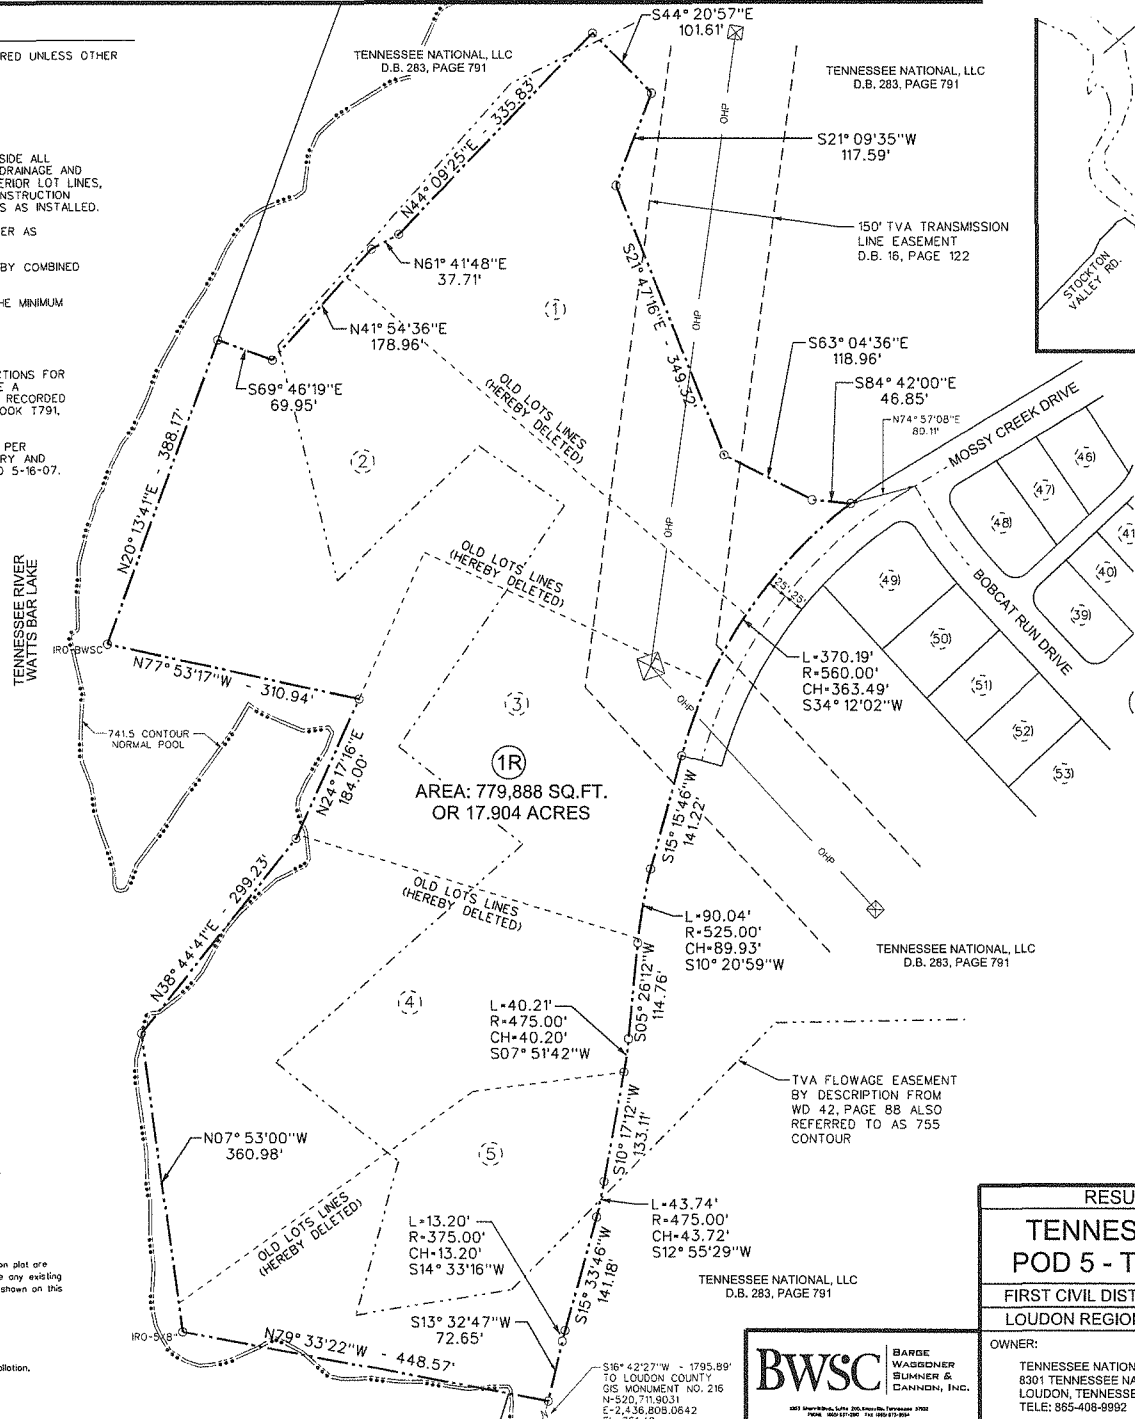 RED UNLESS OTHER
SIDE ALL
DRAINAGE AND
ERIOR LOT LINES,
NSTRUCTION
S AS INSTALLED.
ER AS
BY COMBINED
HE MINIMUM
CTIONS FOR
E A
RECORDED
OOK T791,
PER
RY AND
D 5-16-07.
TENNESSEE RIVER
WATTS BAR LAKE
TENNESSEE NATIONAL, LLC
D.B. 283, PAGE 791
S44° 20'57"E
101.61'
TENNESSEE NATIONAL, LLC
D.B. 283, PAGE 791
OHP
S21° 09'35"W
117.59'
N44° 09'25"E - 335.83'
150' TVA TRANSMISSION
LINE EASEMENT
D.B. 16, PAGE 122
STOCKTON
VALLEY RD.
N61° 41'48"E
37.71'
S21° 47'16"E - 349.32'
1
OHP
N41° 54'36"E
178.96'
S63° 04'36"E
118.96'
S69° 46'19"E
69.95'
OLD LOTS LINES
(HEREBY DELETED)
S84° 42'00"E
46.85'
N74° 57'08"E
80.11'
MOSSY CREEK DRIVE
N20° 13'41"E - 388.17'
2
46
47
48
41
40
39
OHP
OLD LOTS LINES
(HEREBY DELETED)
25' 25'
49
BOBCAT RUN DRIVE
50
51
52
53
IRO-BWSC
N77° 53'17"W - 310.94'
L=370.19'
R=560.00'
CH=363.49'
S34° 12'02"W
741.5 CONTOUR
NORMAL POOL
3
OHP
N24° 17'16"E
184.00'
1R
AREA: 779,888 SQ.FT.
OR 17.904 ACRES
S15° 15'46"W
141.22'
OHP
OLD LOTS LINES
(HEREBY DELETED)
N38° 44'41"E - 299.23'
L=90.04'
R=525.00'
CH=89.93'
S10° 20'59"W
TENNESSEE NATIONAL, LLC
D.B. 283, PAGE 791
4
L=40.21'
R=475.00'
CH=40.20'
S07° 51'42"W
S05° 26'12"W
114.76'
TVA FLOWAGE EASEMENT
BY DESCRIPTION FROM
WD 42, PAGE 88 ALSO
REFERRED TO AS 755
CONTOUR
N07° 53'00"W
360.98'
5
S10° 17'12"W
133.11'
OLD LOTS LINES
(HEREBY DELETED)
L=43.74'
R=475.00'
CH=43.72'
S12° 55'29"W
L=13.20'
R=375.00'
CH=13.20'
S14° 33'16"W
S15° 33'46"W
141.18'
TENNESSEE NATIONAL, LLC
D.B. 283, PAGE 791
S13° 32'47"W
72.65'
IRO-5/8"
N79° 33'22"W - 448.57'
S16° 42'27"W - 1795.89'
TO LOUDON COUNTY
GIS MONUMENT NO. 216
N-520,711.9031
E-2,436,808.0642
on plat are
e any existing
shown on this
BWSC
BARGE
WAGGONER
SUMNER &
CANNON, INC.
RESU
TENNES
POD 5 - T
FIRST CIVIL DIST
LOUDON REGION
OWNER:
TENNESSEE NATION
8301 TENNESSEE NA
LOUDON, TENNESSE
TELE: 865-408-9992